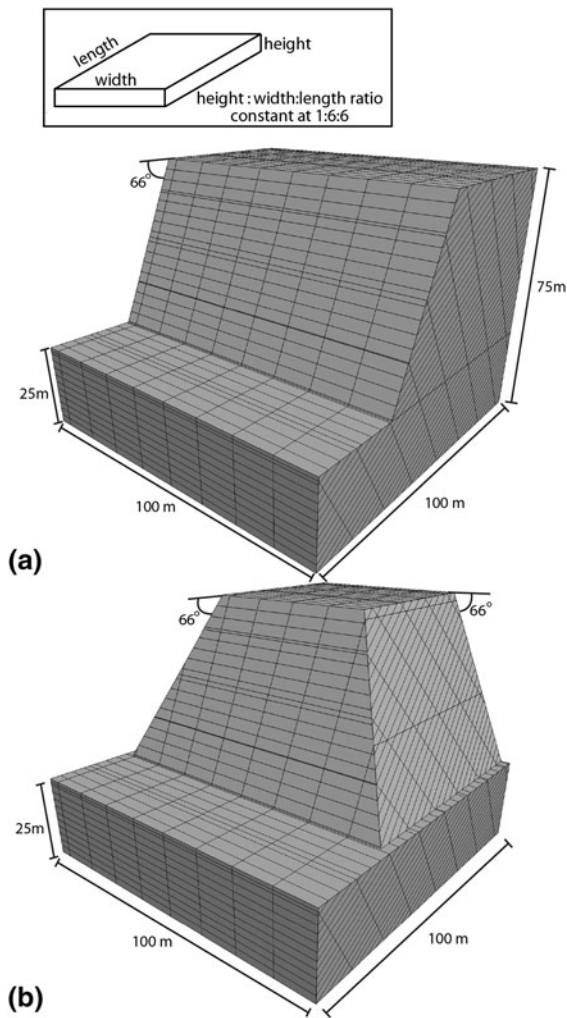 length
height
width
height : width:length ratio
constant at 1:6:6
66°
75m
25m
100 m
100 m
(a)
66°
66°
25m
100 m
100 m
(b)